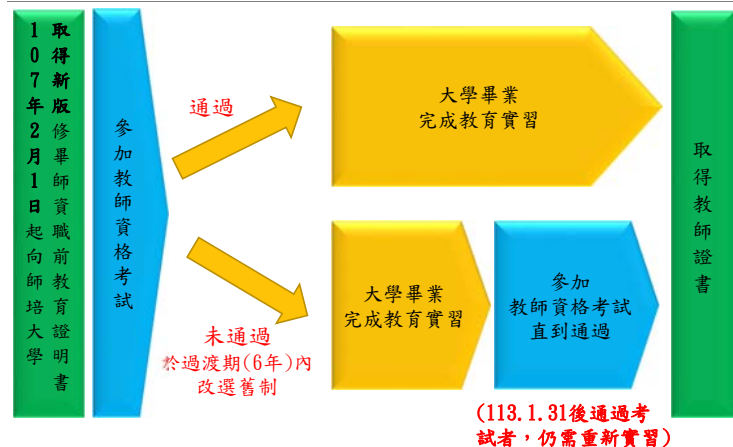 107年2月1日起向師培大學
取得新版修畢師資職前教育證明書
參加教師資格考試
通過
大學畢業
完成教育實習
未通過
於過渡期(6年)內
改選舊制
大學畢業
完成教育實習
參加
教師資格考試
直到通過
(113.1.31後通過考
試者，仍需重新實習)
取得教師證書